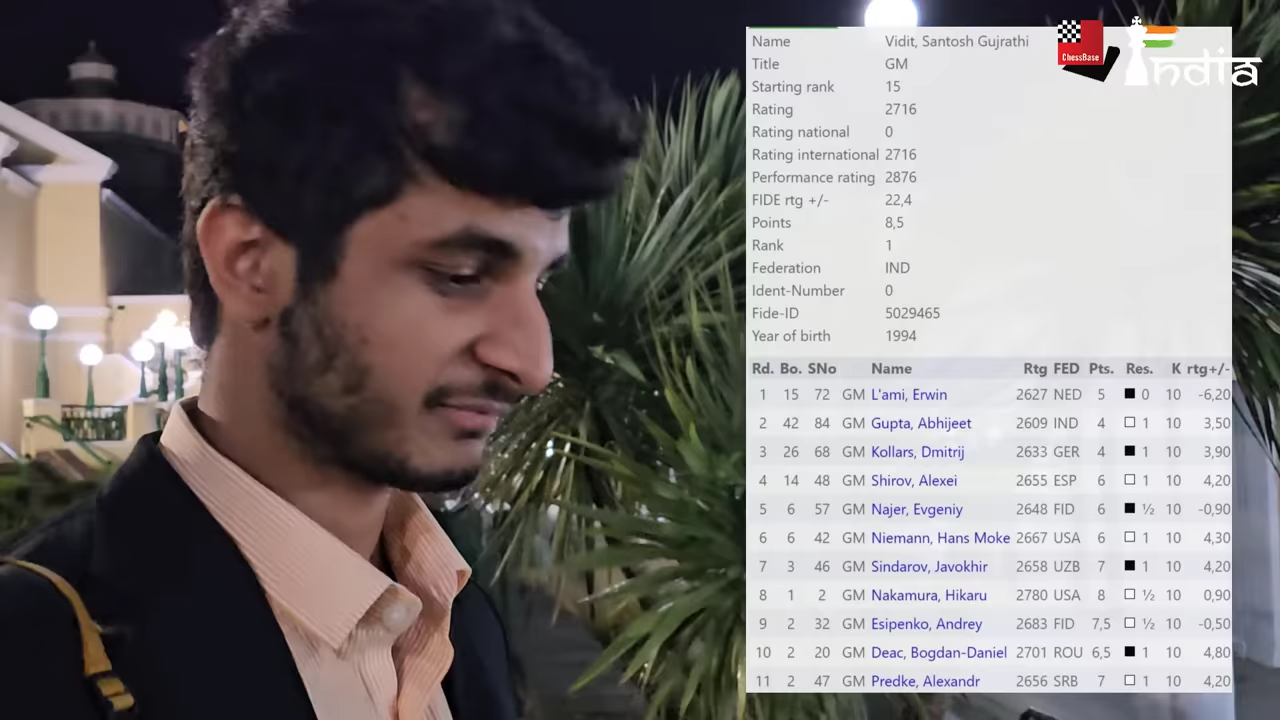 Name Vidit, Santosh Gujrathi
Title GM
Starting rank 15
Rating 2716
Rating national 0
Rating international 2716
Performance rating 2876
FIDE rtg +/- 22,4
Points 8,5
Rank 1
Federation IND
Ident-Number 0
Fide-ID 5029465
Year of birth 1994
ChessBase
India
Rd. Bo. SNo Name Rtg FED Pts. Res. K rtg+/-
1 15 72 GM L'ami, Erwin 2627 NED 5 ■ 0 10 -6,20
2 42 84 GM Gupta, Abhijeet 2609 IND 4 □ 1 10 3,50
3 26 68 GM Kollars, Dmitrij 2633 GER 4 ■ 1 10 3,90
4 14 48 GM Shirov, Alexei 2655 ESP 6 □ 1 10 4,20
5 6 57 GM Najer, Evgeniy 2648 FID 6 ■ ½ 10 -0,90
6 6 42 GM Niemann, Hans Moke 2667 USA 6 □ 1 10 4,30
7 3 46 GM Sindarov, Javokhir 2658 UZB 7 ■ 1 10 4,20
8 1 2 GM Nakamura, Hikaru 2780 USA 8 □ ½ 10 0,90
9 2 32 GM Esipenko, Andrey 2683 FID 7,5 □ ½ 10 -0,50
10 2 20 GM Deac, Bogdan-Daniel 2701 ROU 6,5 ■ 1 10 4,80
11 2 47 GM Predke, Alexandr 2656 SRB 7 □ 1 10 4,20